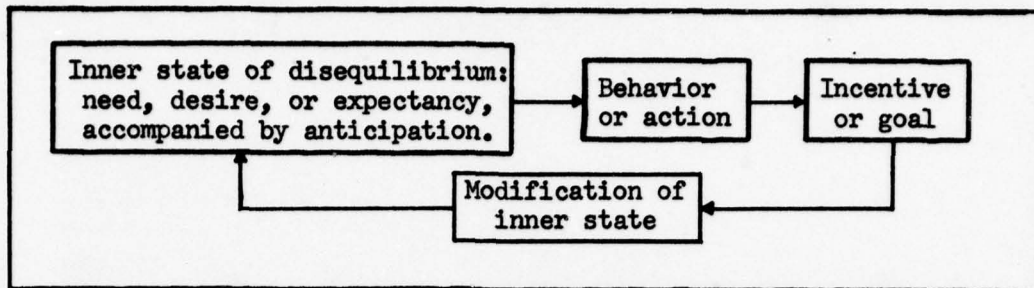 Inner state of disequilibrium:
need, desire, or expectancy,
accompanied by anticipation.
Behavior
or action
Incentive
or goal
Modification of
inner state